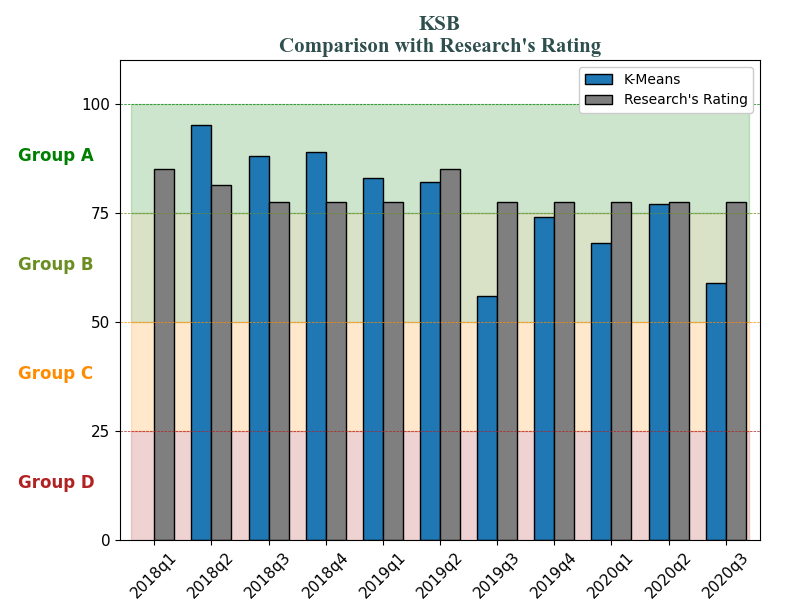 KSB
Comparison with Research's Rating
K-Means
Research's Rating
100
75
50
25
0
Group A
Group B
Group C
Group D
2018q1
2018q2
2018q3
2018q4
2019q1
2019q2
2019q3
2019q4
2020q1
2020q2
2020q3